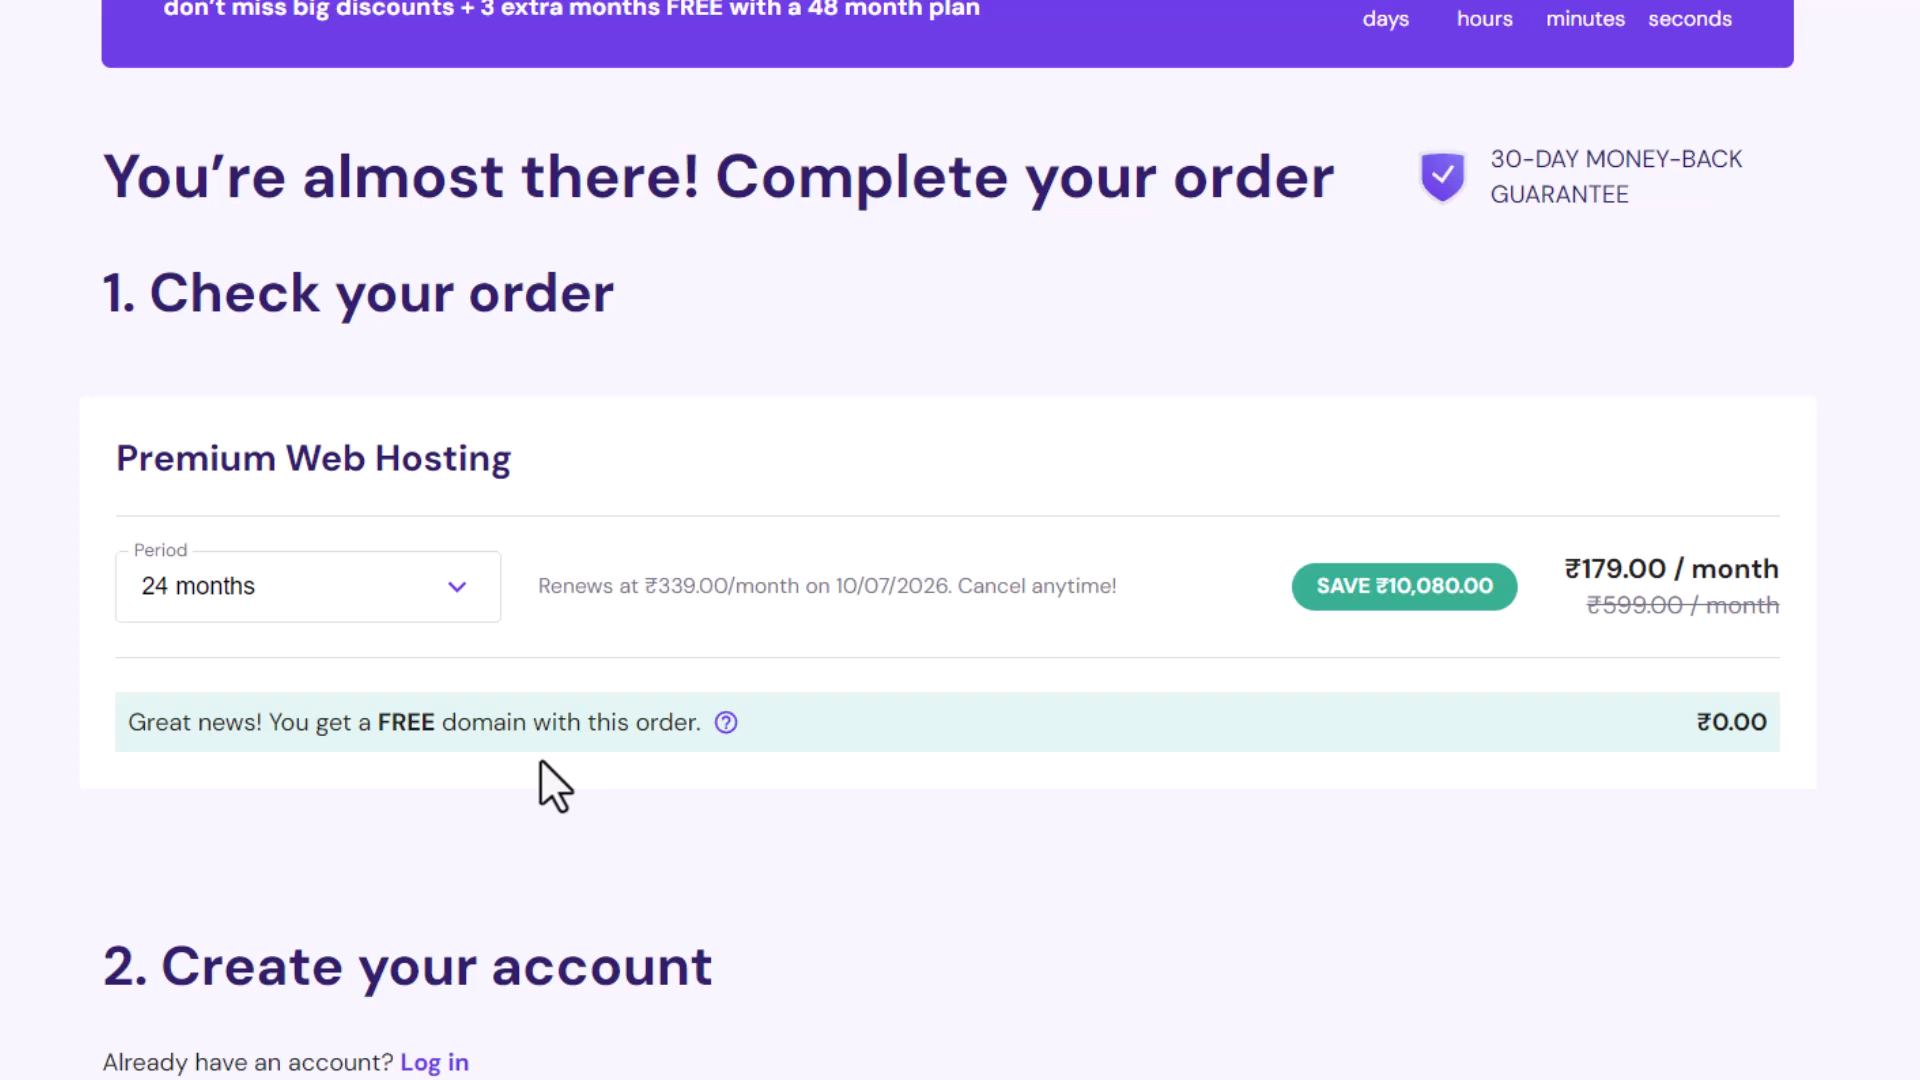 don't miss big discounts + 3 extra months FREE with a 48 month plan
days hours minutes seconds
You’re almost there! Complete your order
30-DAY MONEY-BACK
GUARANTEE
1. Check your order
Premium Web Hosting
Period
24 months
Renews at ₹339.00/month on 10/07/2026. Cancel anytime!
SAVE ₹10,080.00
₹179.00 / month
₹599.00 / month
Great news! You get a FREE domain with this order. ?
₹0.00
2. Create your account
Already have an account? Log in